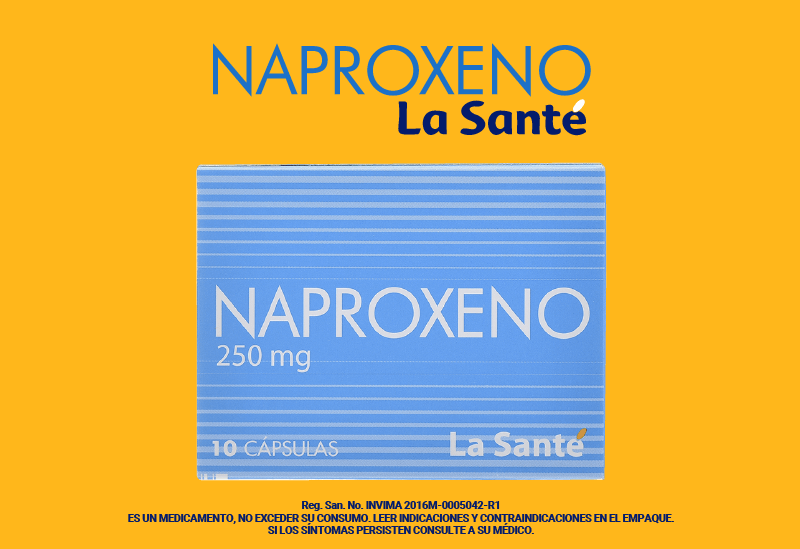 NAPROXENO
La Santé
NAPROXENO
250 mg
10 CÁPSULAS
La Santé
Reg. San. No. INVIMA 2016M-0005042-R1
ES UN MEDICAMENTO, NO EXCEDER SU CONSUMO. LEER INDICACIONES Y CONTRAINDICACIONES EN EL EMPAQUE.
SI LOS SÍNTOMAS PERSISTEN CONSULTE A SU MÉDICO.